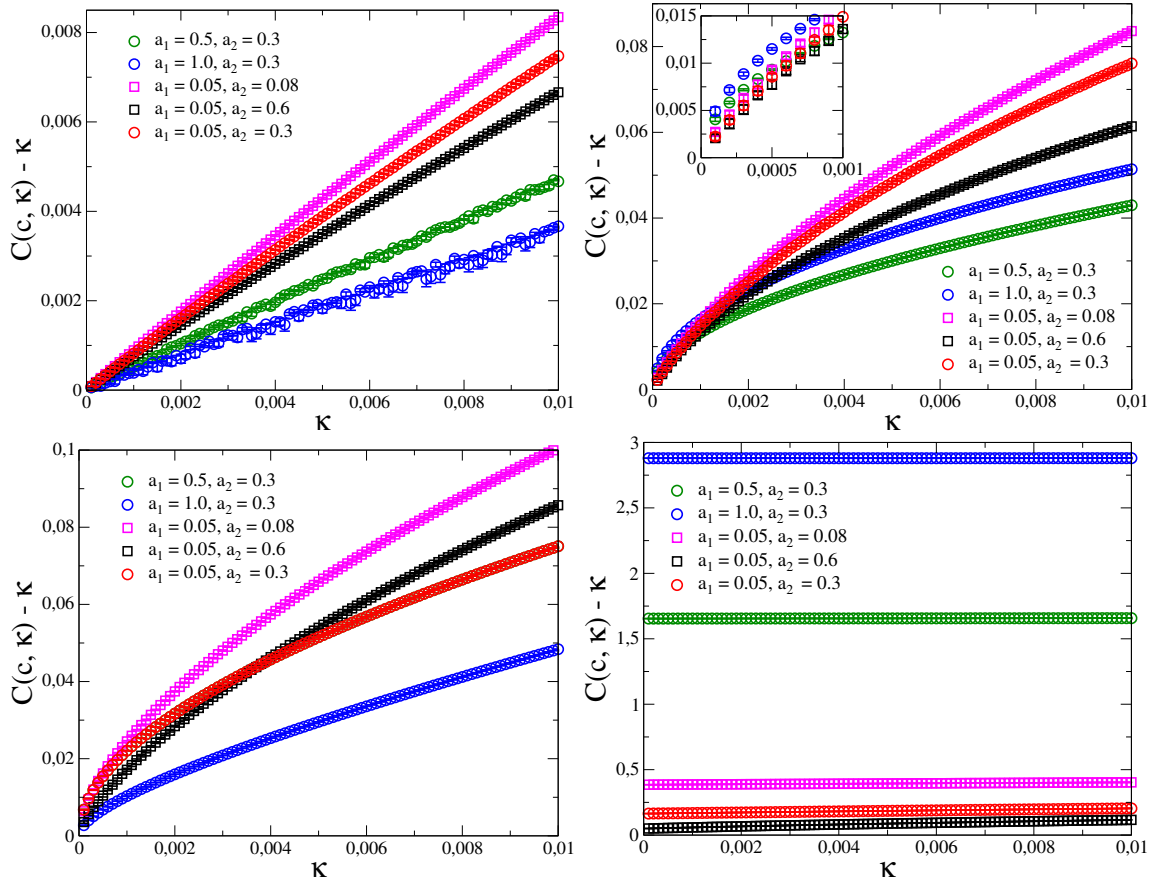 0,008
0,006
0,004
0,002
0
C(c, κ) - κ
a₁ = 0.5, a₂ = 0.3
a₁ = 1.0, a₂ = 0.3
a₁ = 0.05, a₂ = 0.08
a₁ = 0.05, a₂ = 0.6
a₁ = 0.05, a₂ = 0.3
0 0,002 0,004 0,006 0,008 0,01
κ
0,08
0,06
0,04
0,02
0
C(c, κ) - κ
0,015
0,01
0,005
0
0 0,0005 0,001
a₁ = 0.5, a₂ = 0.3
a₁ = 1.0, a₂ = 0.3
a₁ = 0.05, a₂ = 0.08
a₁ = 0.05, a₂ = 0.6
a₁ = 0.05, a₂ = 0.3
0 0,002 0,004 0,006 0,008 0,01
κ
0,1
0,08
0,06
0,04
0,02
0
C(c, κ) - κ
a₁ = 0.5, a₂ = 0.3
a₁ = 1.0, a₂ = 0.3
a₁ = 0.05, a₂ = 0.08
a₁ = 0.05, a₂ = 0.6
a₁ = 0.05, a₂ = 0.3
0 0,002 0,004 0,006 0,008 0,01
κ
3
2,5
2
1,5
1
0,5
0
C(c, κ) - κ
a₁ = 0.5, a₂ = 0.3
a₁ = 1.0, a₂ = 0.3
a₁ = 0.05, a₂ = 0.08
a₁ = 0.05, a₂ = 0.6
a₁ = 0.05, a₂ = 0.3
0 0,002 0,004 0,006 0,008 0,01
κ